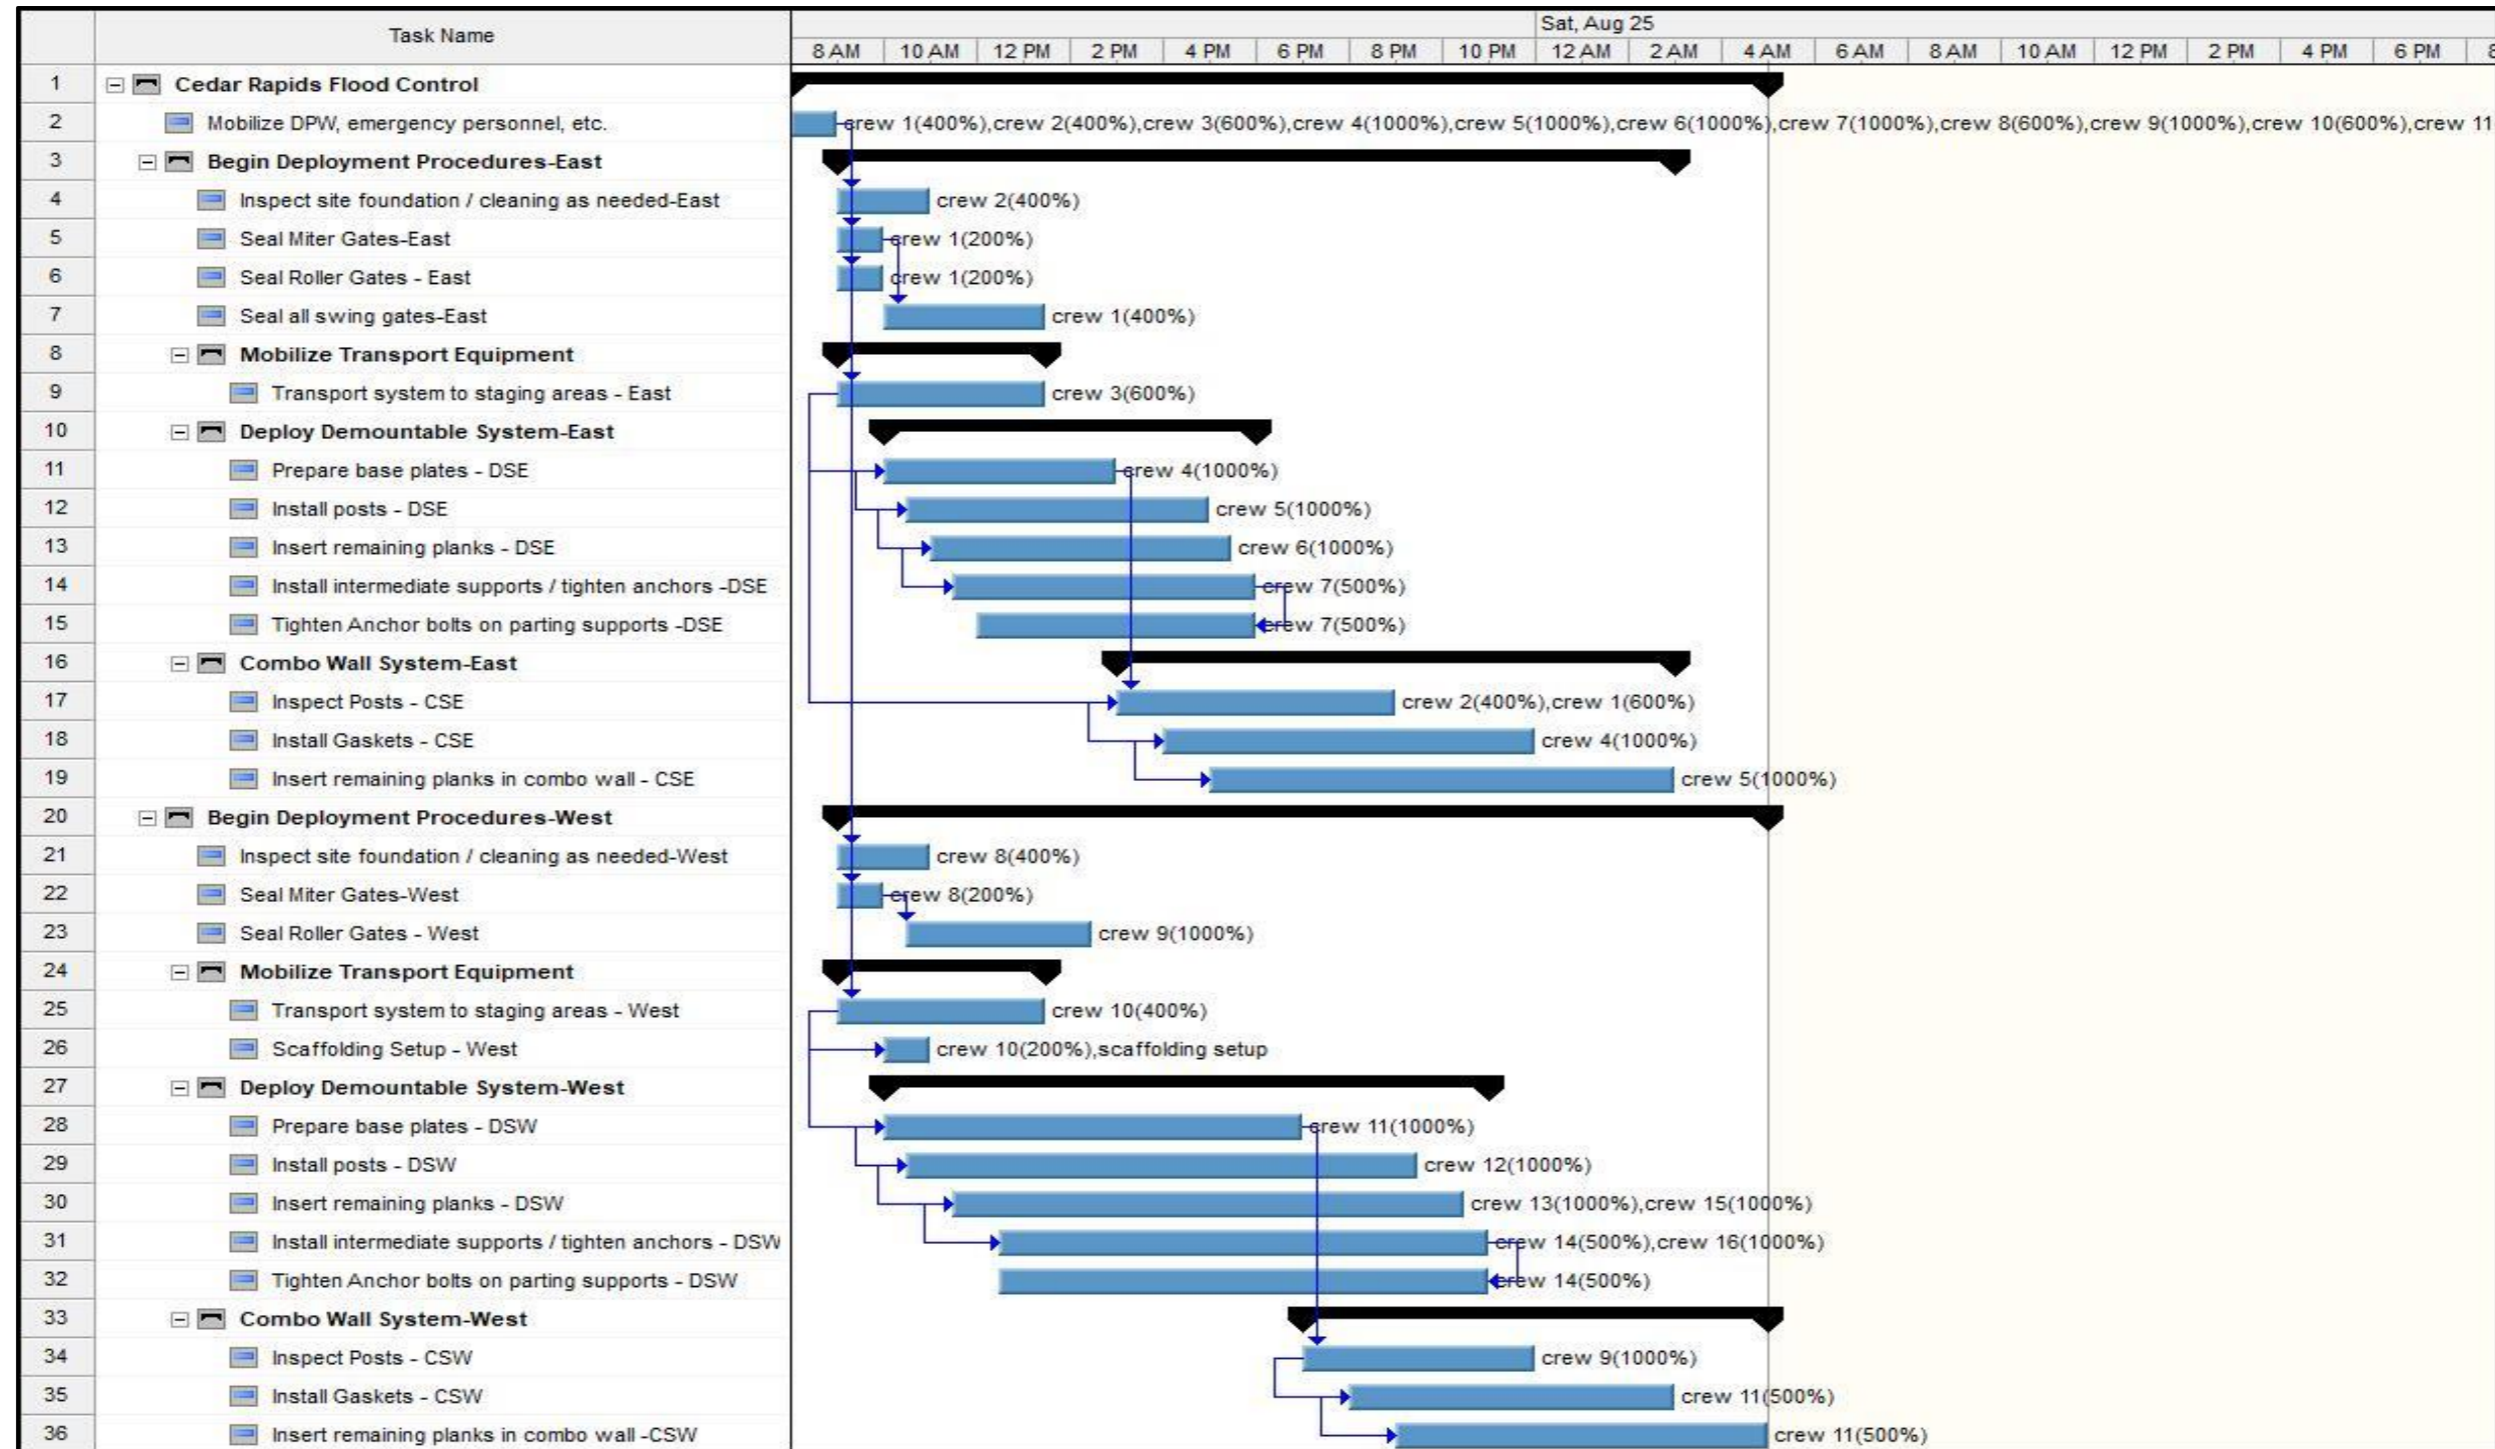 Task Name
Sat, Aug 25
8 AM 10 AM 12 PM 2 PM 4 PM 6 PM 8 PM 10 PM 12 AM 2 AM 4 AM 6 AM 8 AM 10 AM 12 PM 2 PM 4 PM 6 PM 8
1 Cedar Rapids Flood Control
2 Mobilize DPW, emergency personnel, etc. crew 1(400%),crew 2(400%),crew 3(600%),crew 4(1000%),crew 5(1000%),crew 6(1000%),crew 7(1000%),crew 8(600%),crew 9(1000%),crew 10(600%),crew 11
3 Begin Deployment Procedures-East
4 Inspect site foundation / cleaning as needed-East crew 2(400%)
5 Seal Miter Gates-East crew 1(200%)
6 Seal Roller Gates - East crew 1(200%)
7 Seal all swing gates-East crew 1(400%)
8 Mobilize Transport Equipment
9 Transport system to staging areas - East crew 3(600%)
10 Deploy Demountable System-East
11 Prepare base plates - DSE crew 4(1000%)
12 Install posts - DSE crew 5(1000%)
13 Insert remaining planks - DSE crew 6(1000%)
14 Install intermediate supports / tighten anchors -DSE crew 7(500%)
15 Tighten Anchor bolts on parting supports -DSE crew 7(500%)
16 Combo Wall System-East
17 Inspect Posts - CSE crew 2(400%),crew 1(600%)
18 Install Gaskets - CSE crew 4(1000%)
19 Insert remaining planks in combo wall - CSE crew 5(1000%)
20 Begin Deployment Procedures-West
21 Inspect site foundation / cleaning as needed-West crew 8(400%)
22 Seal Miter Gates-West crew 8(200%)
23 Seal Roller Gates - West crew 9(1000%)
24 Mobilize Transport Equipment
25 Transport system to staging areas - West crew 10(400%)
26 Scaffolding Setup - West crew 10(200%),scaffolding setup
27 Deploy Demountable System-West
28 Prepare base plates - DSW crew 11(1000%)
29 Install posts - DSW crew 12(1000%)
30 Insert remaining planks - DSW crew 13(1000%),crew 15(1000%)
31 Install intermediate supports / tighten anchors - DSW crew 14(500%),crew 16(1000%)
32 Tighten Anchor bolts on parting supports - DSW crew 14(500%)
33 Combo Wall System-West
34 Inspect Posts - CSW crew 9(1000%)
35 Install Gaskets - CSW crew 11(500%)
36 Insert remaining planks in combo wall -CSW crew 11(500%)